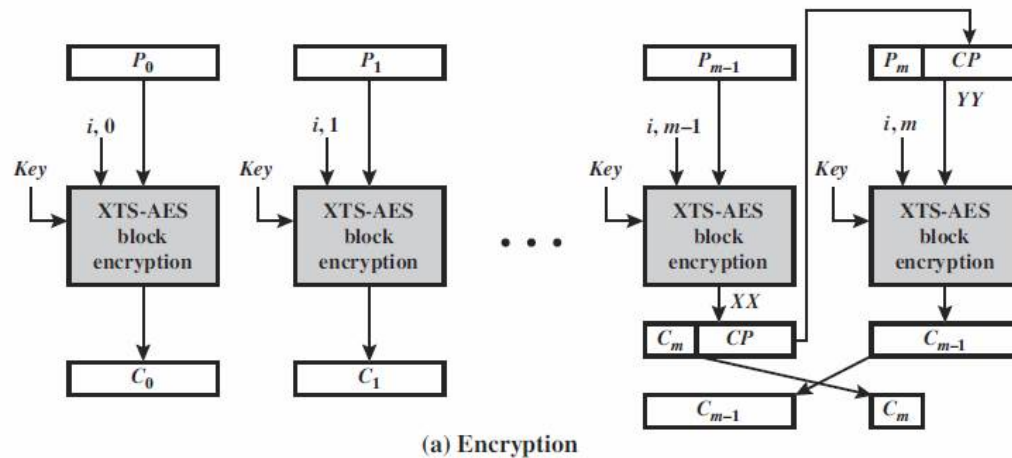 P₀ P₁ Pₘ₋₁ Pₘ CP
YY
i, 0 i, 1 i, m–1 i, m
Key Key Key Key
XTS-AES XTS-AES XTS-AES XTS-AES
block block block block
encryption encryption • • • encryption encryption
XX
Cₘ CP Cₘ₋₁
C₀ C₁
Cₘ₋₁ Cₘ
(a) Encryption